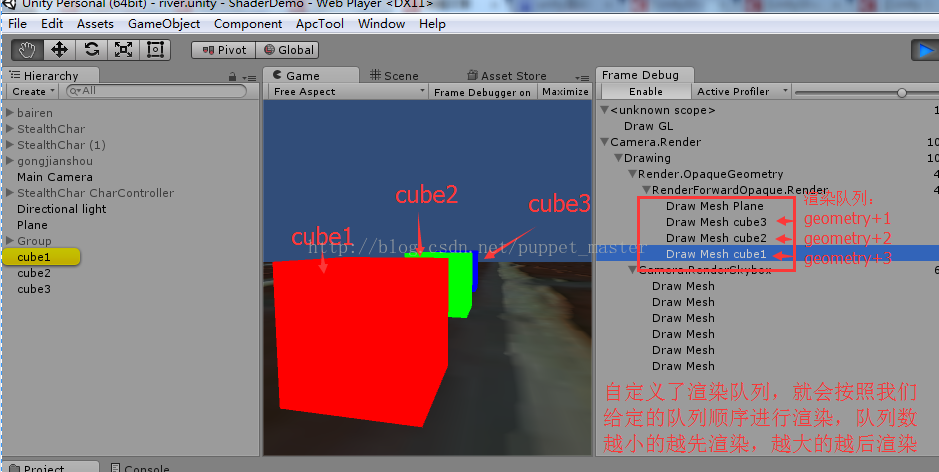 Unity Personal (64bit) - river.unity - ShaderDemo - Web Player <DX11>
File Edit Assets GameObject Component ApcTool Window Help
Pivot Global
Hierarchy
Create All
bairen
StealthChar
StealthChar (1)
gongjianshou
Main Camera
StealthChar CharController
Directional light
Plane
Group
cube1
cube2
cube3
Project Console
Game Scene Asset Store
Free Aspect Frame Debugger on Maximize
cube1
cube2
cube3
http://blog.csdn.net/puppet_master
Frame Debug
Enable Active Profiler
<unknown scope> 1
Draw GL
Camera.Render 10
Drawing 10
Render.OpaqueGeometry 4
RenderForwardOpaque.Render 4
Draw Mesh Plane
Draw Mesh cube3
Draw Mesh cube2
Draw Mesh cube1
Camera.RenderSkybox 6
Draw Mesh
Draw Mesh
Draw Mesh
Draw Mesh
Draw Mesh
Draw Mesh
渲染队列:
geometry+1
geometry+2
geometry+3
自定义了渲染队列，就会按照我们
给定的队列顺序进行渲染，队列数
越小的越先渲染，越大的越后渲染